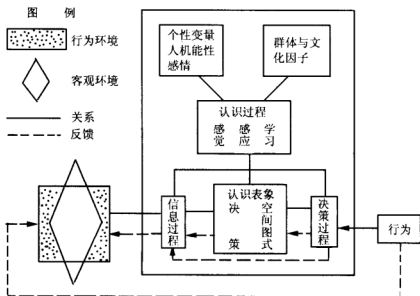 图 例
行为环境
客观环境
关系
反馈
个性变量
人机能性
感情
群体与文
化因子
认识过程
感 感 学
觉 应 习
信息过程
认识表象
决 空间图式
策
决策过程
行为